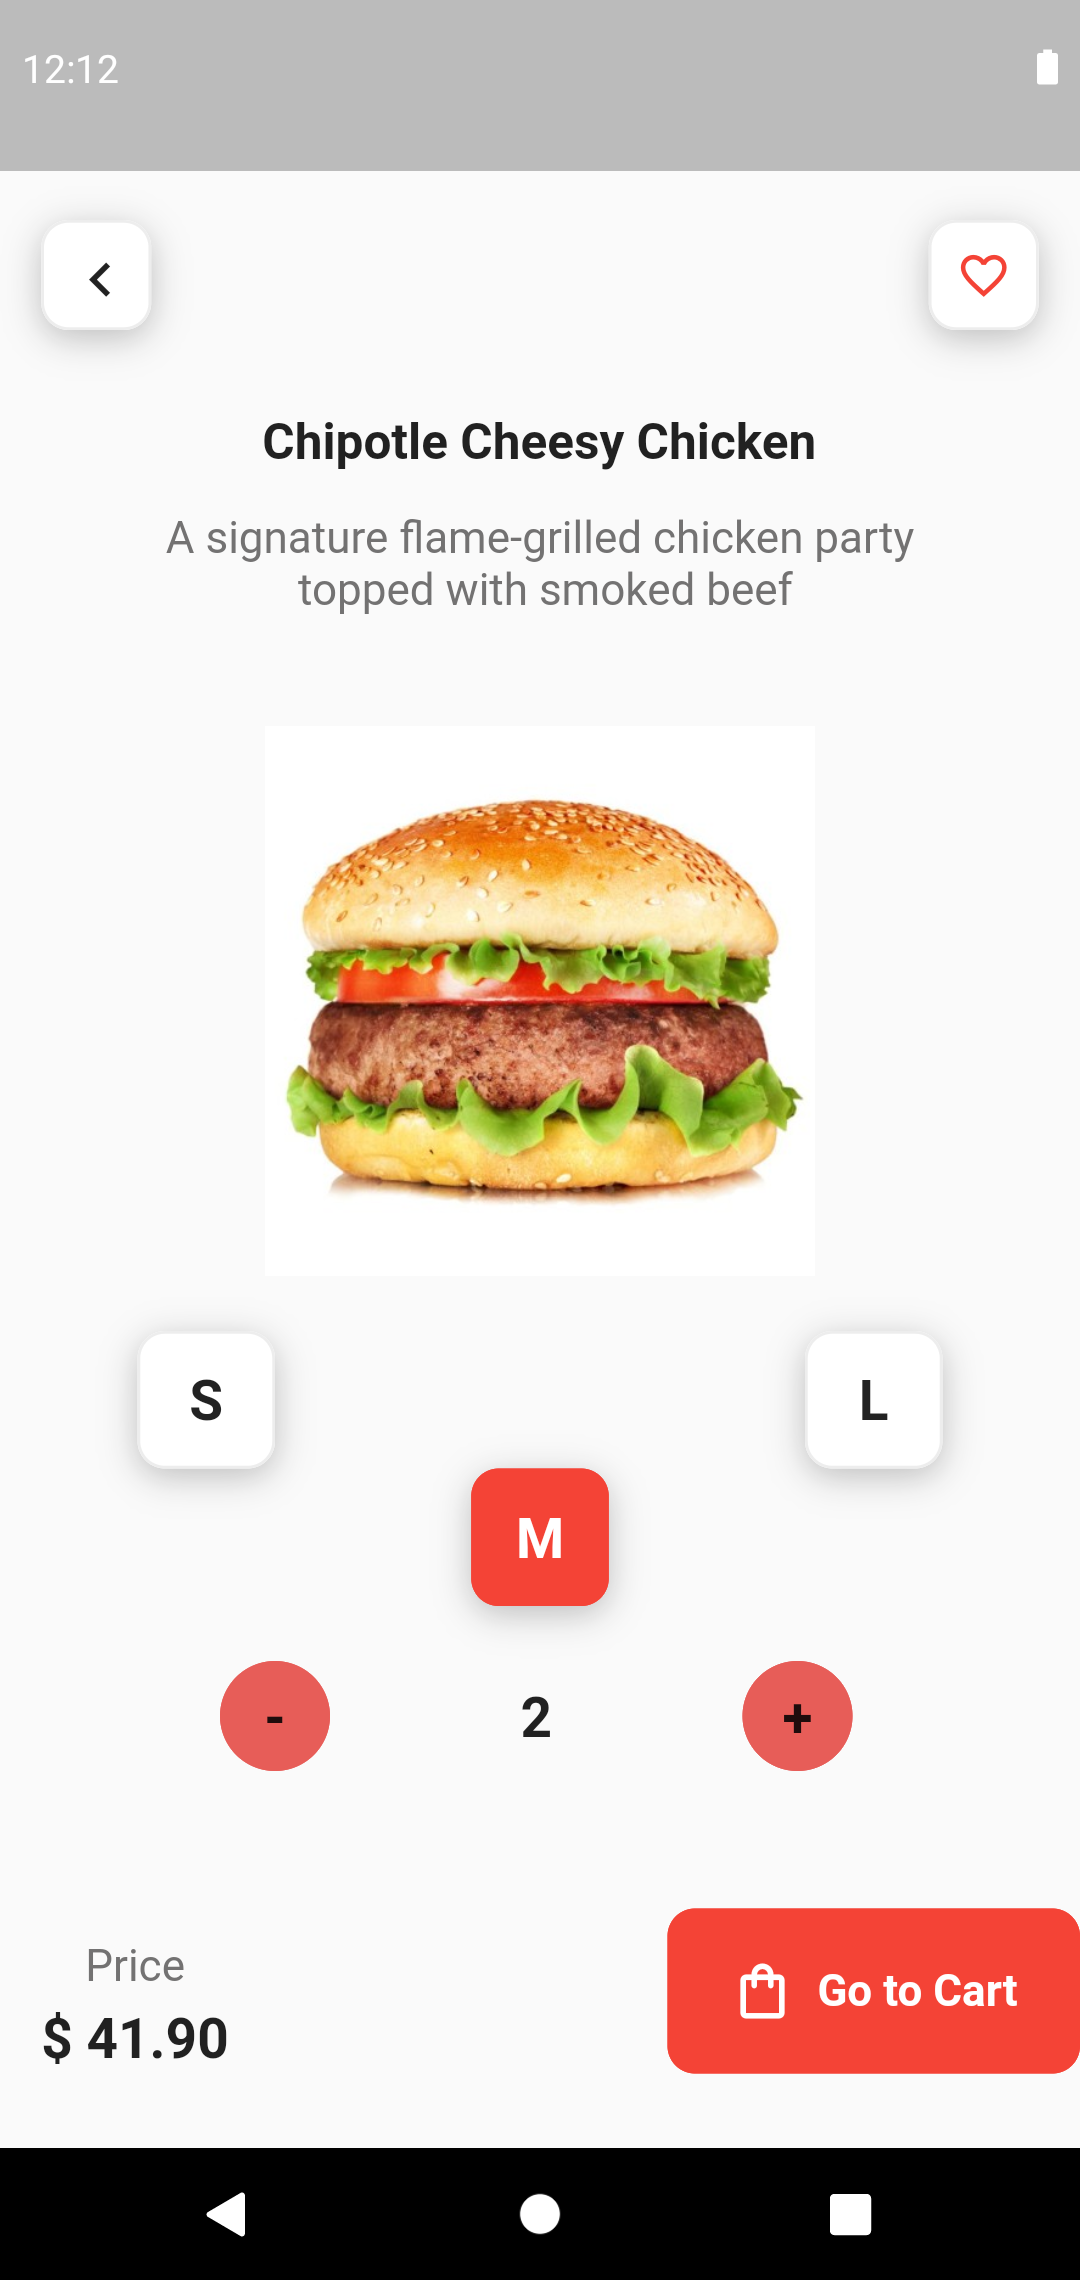 12:12
Chipotle Cheesy Chicken
A signature flame-grilled chicken party
topped with smoked beef
S
L
M
- 2 +
Price
$ 41.90
Go to Cart